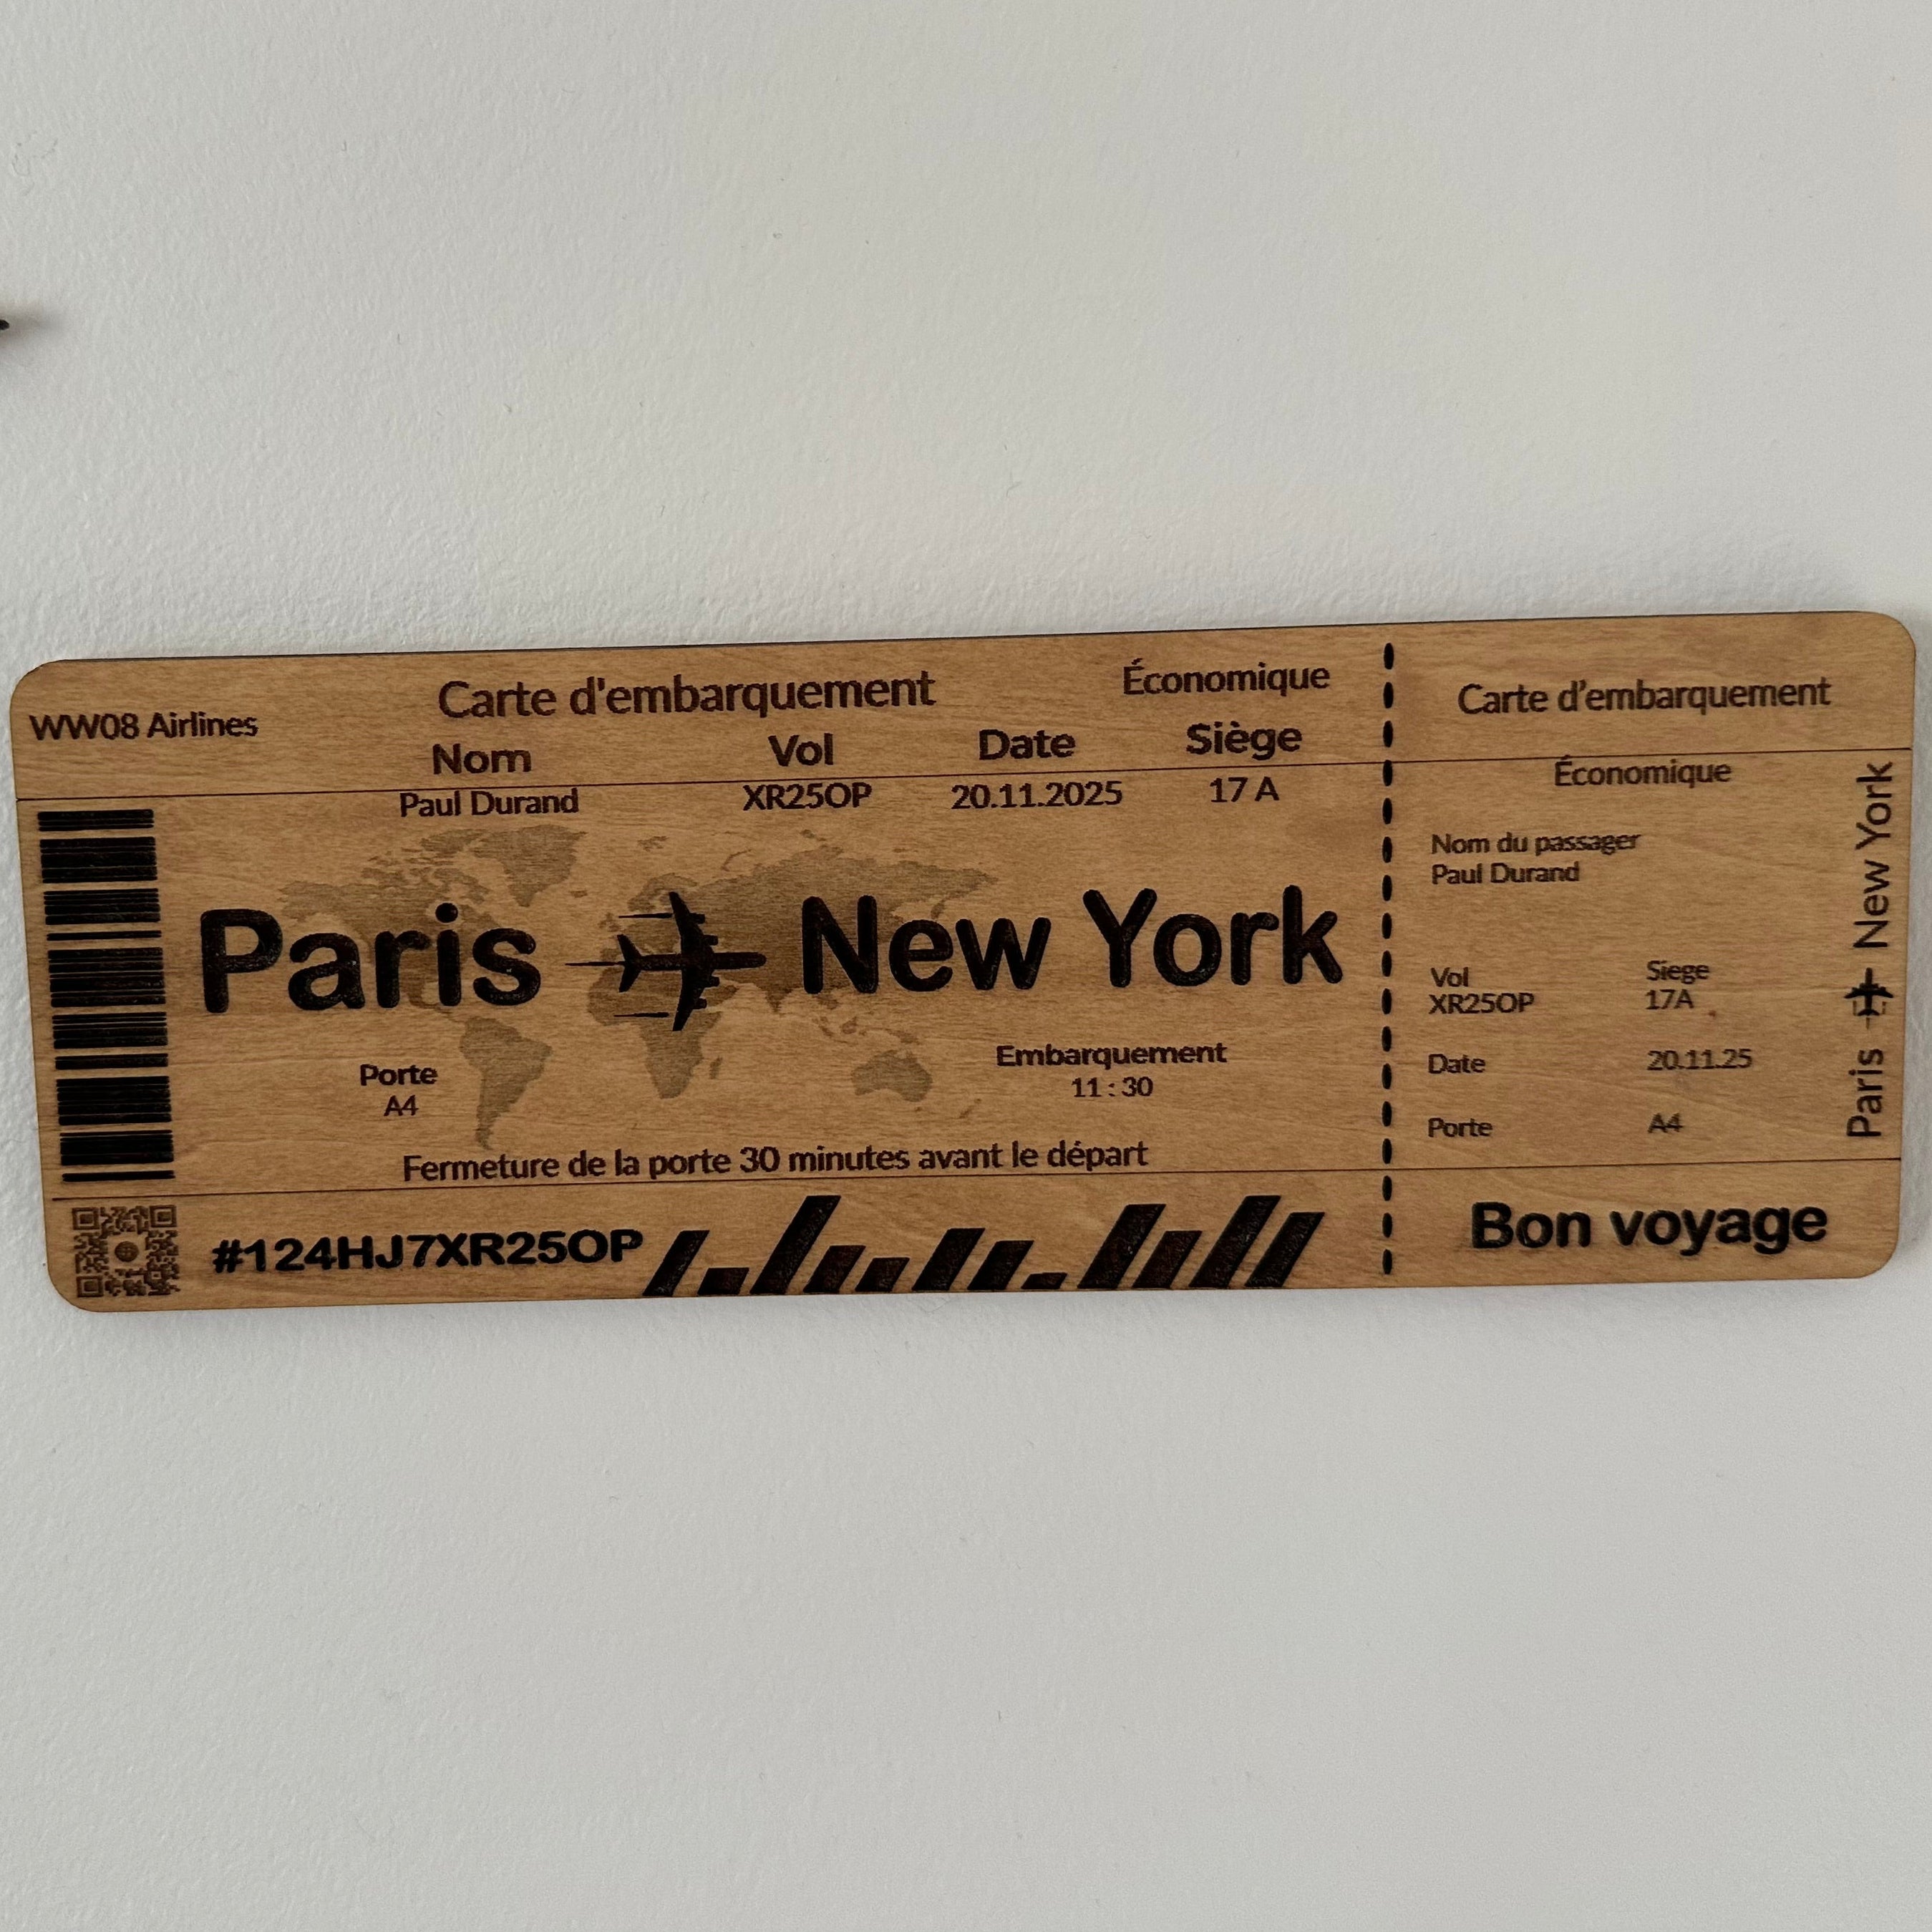 Carte d'embarquement
Économique
WW08 Airlines
Nom Vol Date Siège
Paul Durand XR25OP 20.11.2025 17 A
Paris New York
Porte
A4
Embarquement
11 : 30
Fermeture de la porte 30 minutes avant le départ
#124HJ7XR25OP
Carte d’embarquement
Économique
Nom du passager
Paul Durand
Vol Siege
XR25OP 17A
Date 20.11.25
Porte A4
Paris New York
Bon voyage